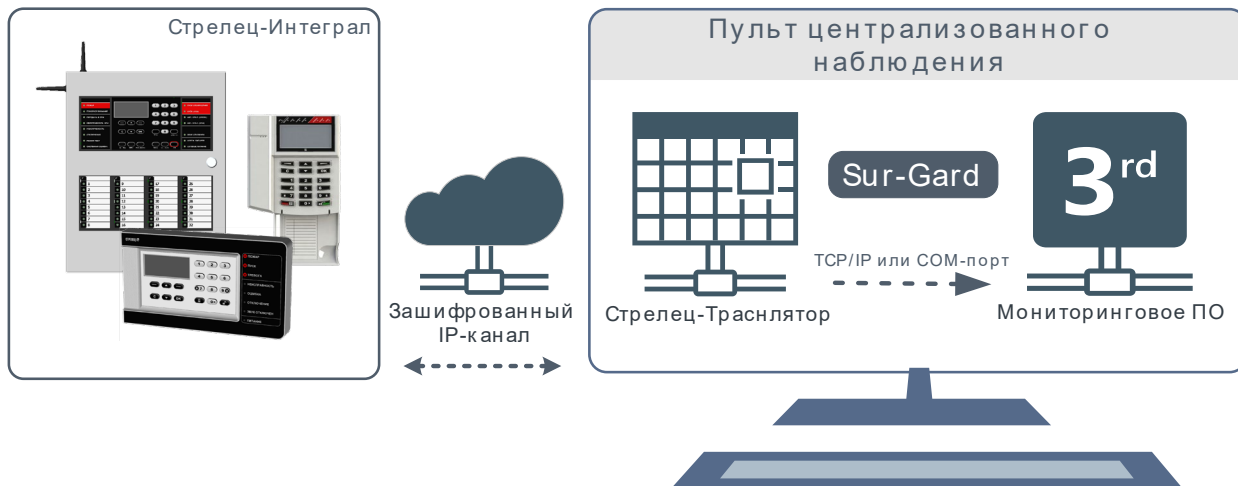 Стрелец-Интеграл
Пульт централизованного
наблюдения
Sur-Gard
3rd
TCP/IP или COM-порт
Зашифрованный
IP-канал
Стрелец-Траснлятор
Мониторинговое ПО